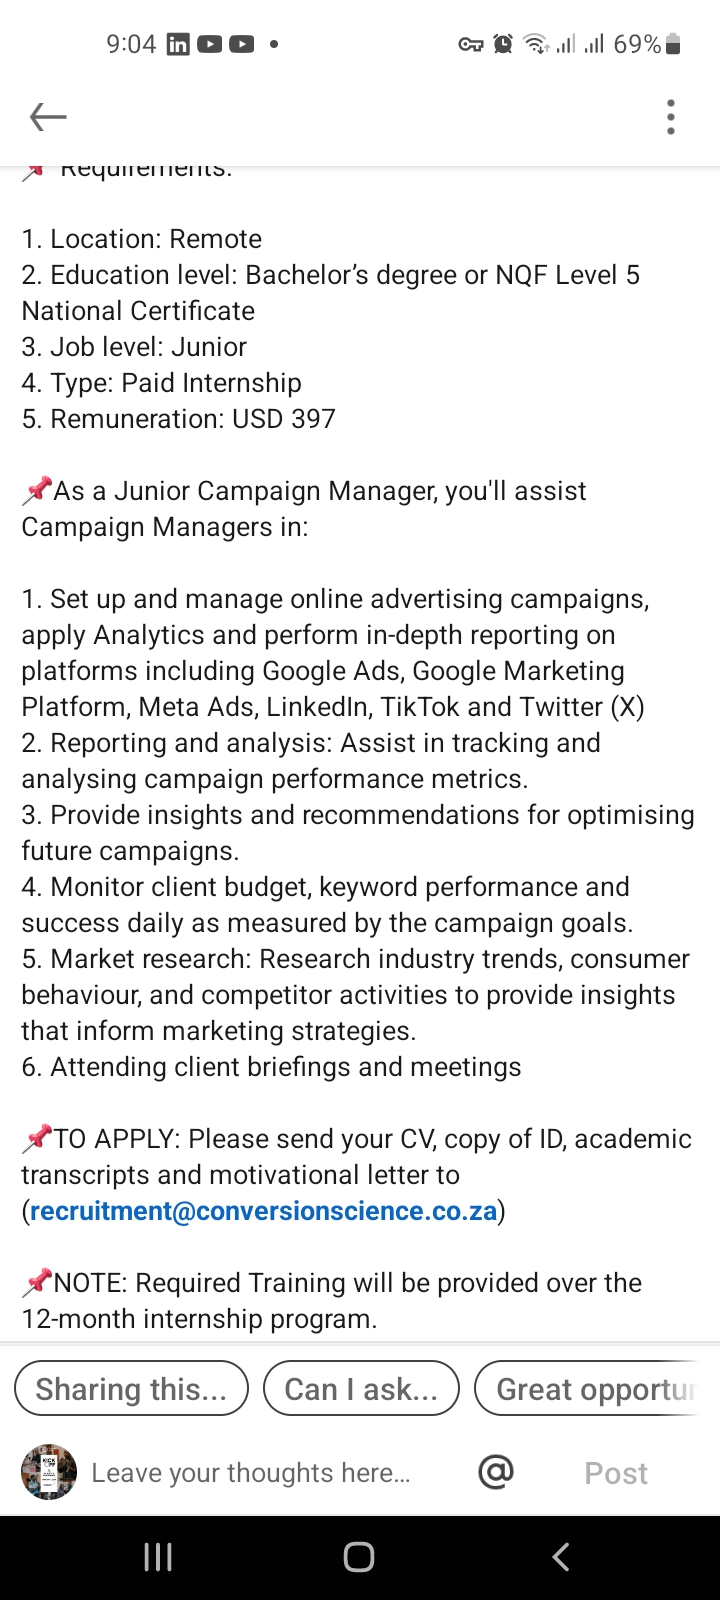 9:04
69%
Requirements:
1. Location: Remote
2. Education level: Bachelor’s degree or NQF Level 5
National Certificate
3. Job level: Junior
4. Type: Paid Internship
5. Remuneration: USD 397
📌As a Junior Campaign Manager, you'll assist
Campaign Managers in:
1. Set up and manage online advertising campaigns,
apply Analytics and perform in-depth reporting on
platforms including Google Ads, Google Marketing
Platform, Meta Ads, LinkedIn, TikTok and Twitter (X)
2. Reporting and analysis: Assist in tracking and
analysing campaign performance metrics.
3. Provide insights and recommendations for optimising
future campaigns.
4. Monitor client budget, keyword performance and
success daily as measured by the campaign goals.
5. Market research: Research industry trends, consumer
behaviour, and competitor activities to provide insights
that inform marketing strategies.
6. Attending client briefings and meetings
📌TO APPLY: Please send your CV, copy of ID, academic
transcripts and motivational letter to
(recruitment@conversionscience.co.za)
📌NOTE: Required Training will be provided over the
12-month internship program.
Sharing this... Can I ask... Great opportu
Leave your thoughts here... @ Post